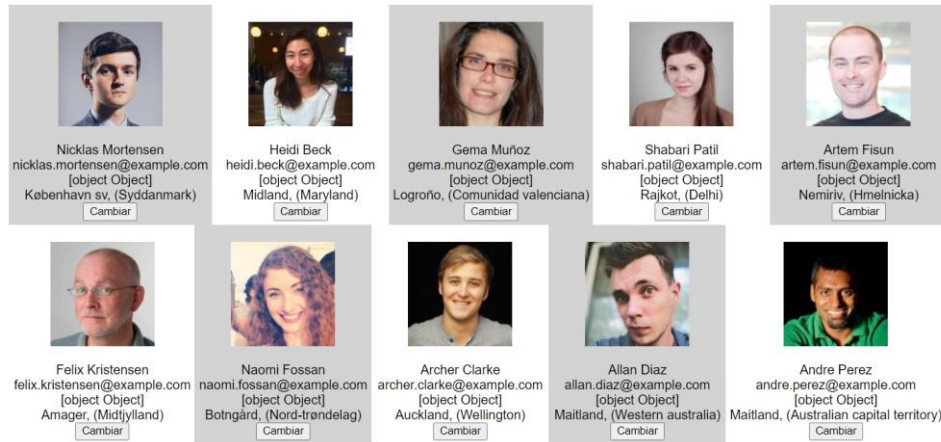 Nicklas Mortensen
nicklas.mortensen@example.com
[object Object]
København sv, (Syddanmark)
Cambiar
Heidi Beck
heidi.beck@example.com
[object Object]
Midland, (Maryland)
Cambiar
Gema Muñoz
gema.munoz@example.com
[object Object]
Logroño, (Comunidad valenciana)
Cambiar
Shabari Patil
shabari.patil@example.com
[object Object]
Rajkot, (Delhi)
Cambiar
Artem Fisun
artem.fisun@example.com
[object Object]
Nemiriv, (Hmelnicka)
Cambiar
Felix Kristensen
felix.kristensen@example.com
[object Object]
Amager, (Midtjylland)
Cambiar
Naomi Fossan
naomi.fossan@example.com
[object Object]
Botngård, (Nord-trøndelag)
Cambiar
Archer Clarke
archer.clarke@example.com
[object Object]
Auckland, (Wellington)
Cambiar
Allan Diaz
allan.diaz@example.com
[object Object]
Maitland, (Western australia)
Cambiar
Andre Perez
andre.perez@example.com
[object Object]
Maitland, (Australian capital territory)
Cambiar